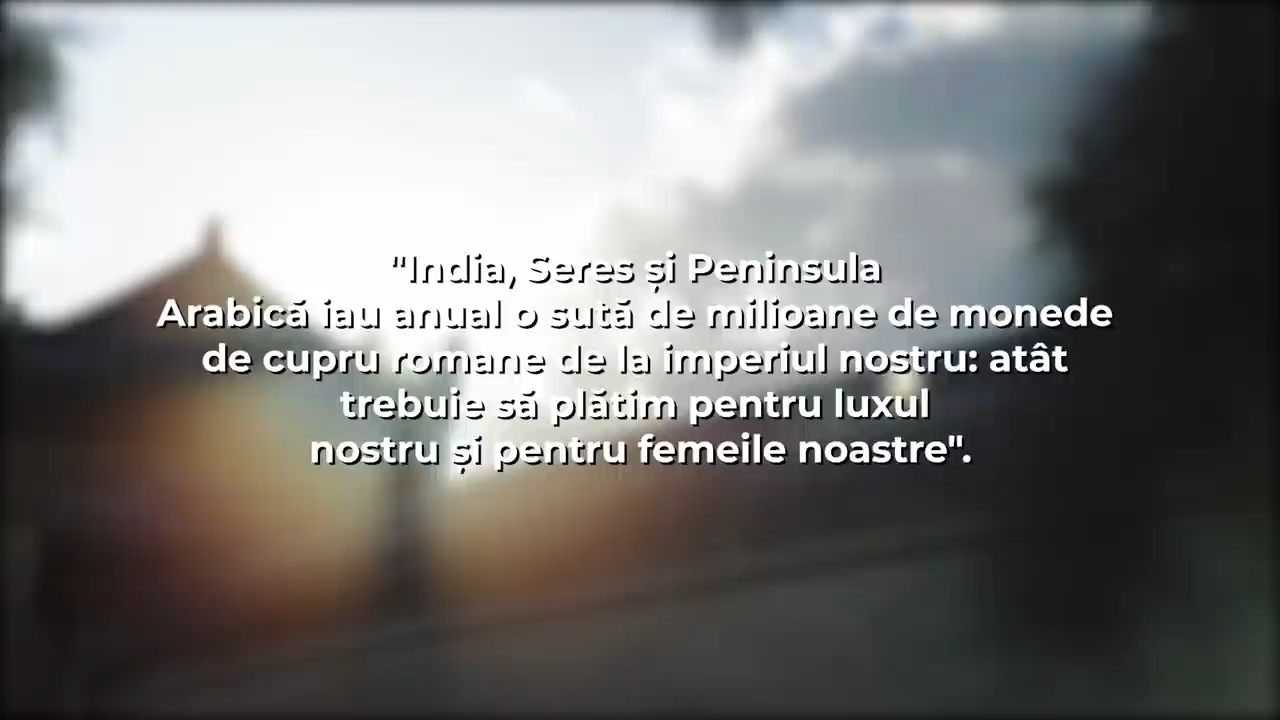 "India, Seres și Peninsula
Arabică iau anual o sută de milioane de monede
de cupru romane de la imperiul nostru: atât
trebuie să plătim pentru luxul
nostru și pentru femeile noastre".